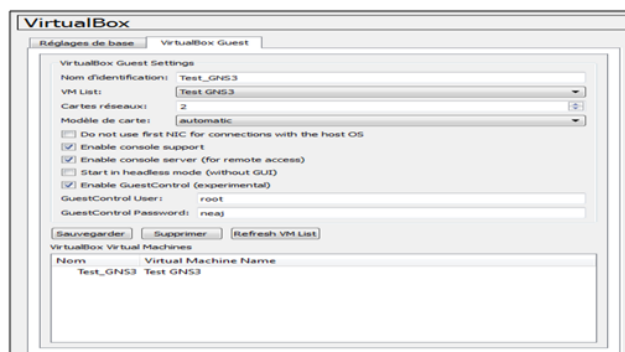 VirtualBox
Réglages de base VirtualBox Guest
VirtualBox Guest Settings
Nom d'identification: Test_GNS3
VM List: Test GNS3
Cartes réseaux: 2
Modèle de carte: automatic
Do not use first NIC for connections with the host OS
Enable console support
Enable console server (for remote access)
Start in headless mode (without GUI)
Enable GuestControl (experimental)
GuestControl User: root
GuestControl Password: neaj
Sauvegarder Supprimer Refresh VM List
VirtualBox Virtual Machines
Nom Virtual Machine Name
Test_GNS3 Test GNS3